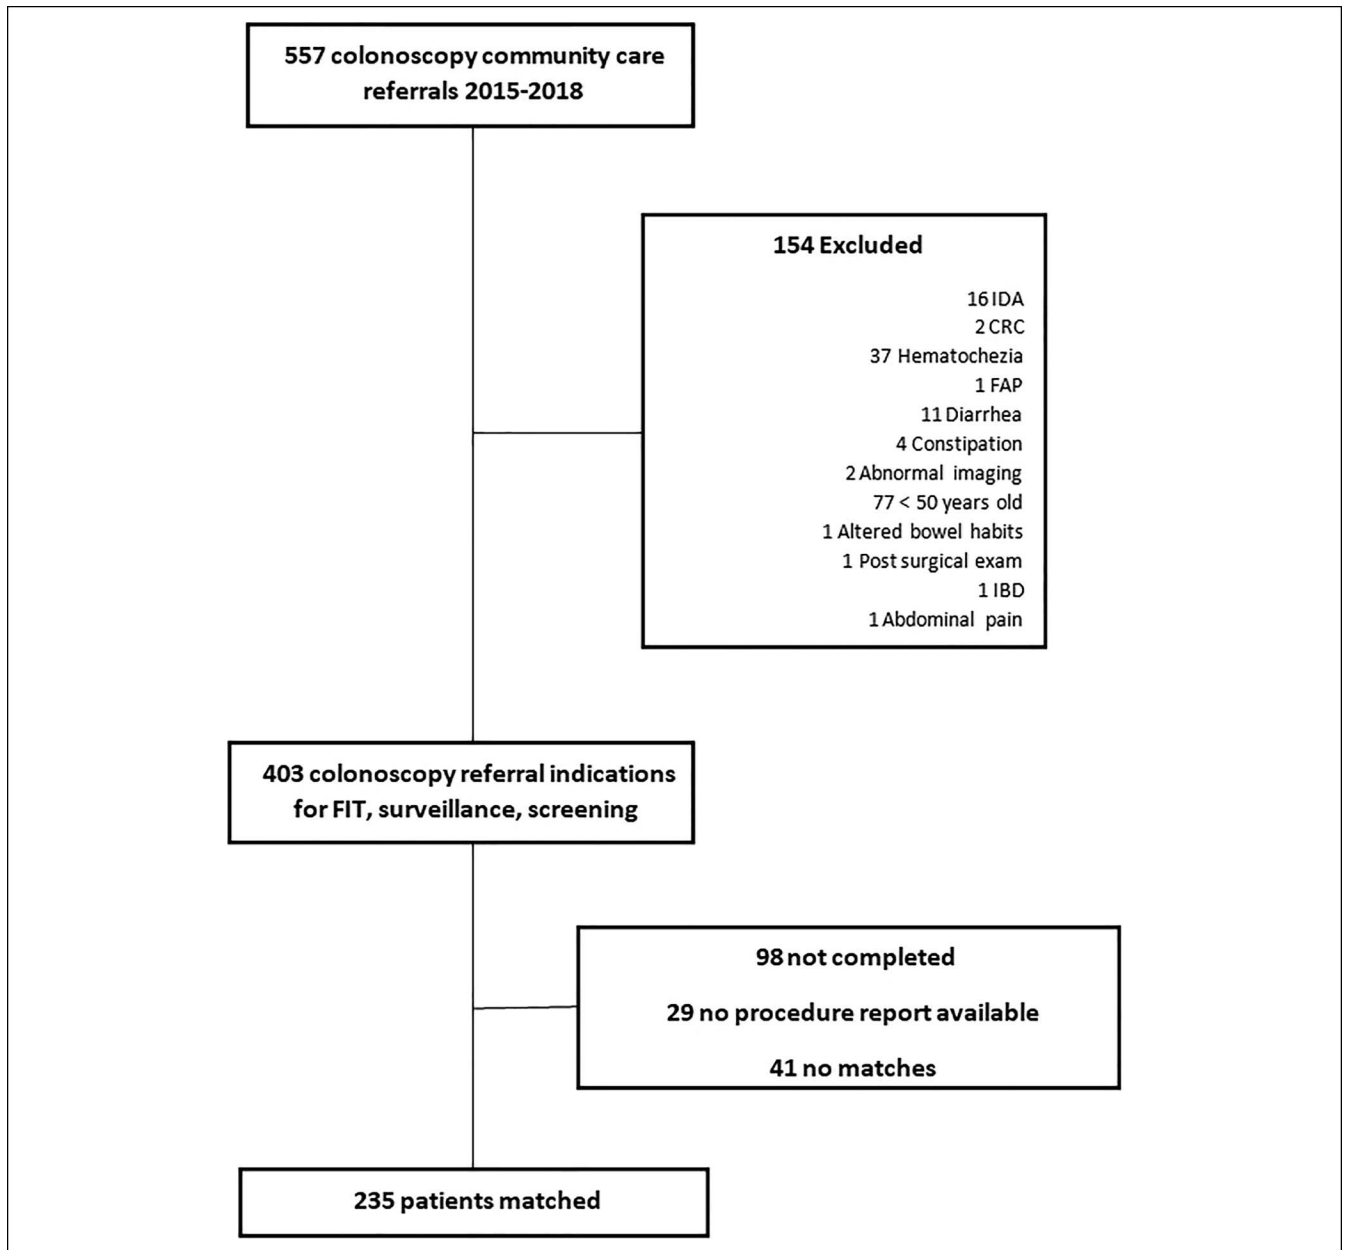 557 colonoscopy community care
referrals 2015-2018
154 Excluded
16 IDA
2 CRC
37 Hematochezia
1 FAP
11 Diarrhea
4 Constipation
2 Abnormal imaging
77 < 50 years old
1 Altered bowel habits
1 Post surgical exam
1 IBD
1 Abdominal pain
403 colonoscopy referral indications
for FIT, surveillance, screening
98 not completed
29 no procedure report available
41 no matches
235 patients matched